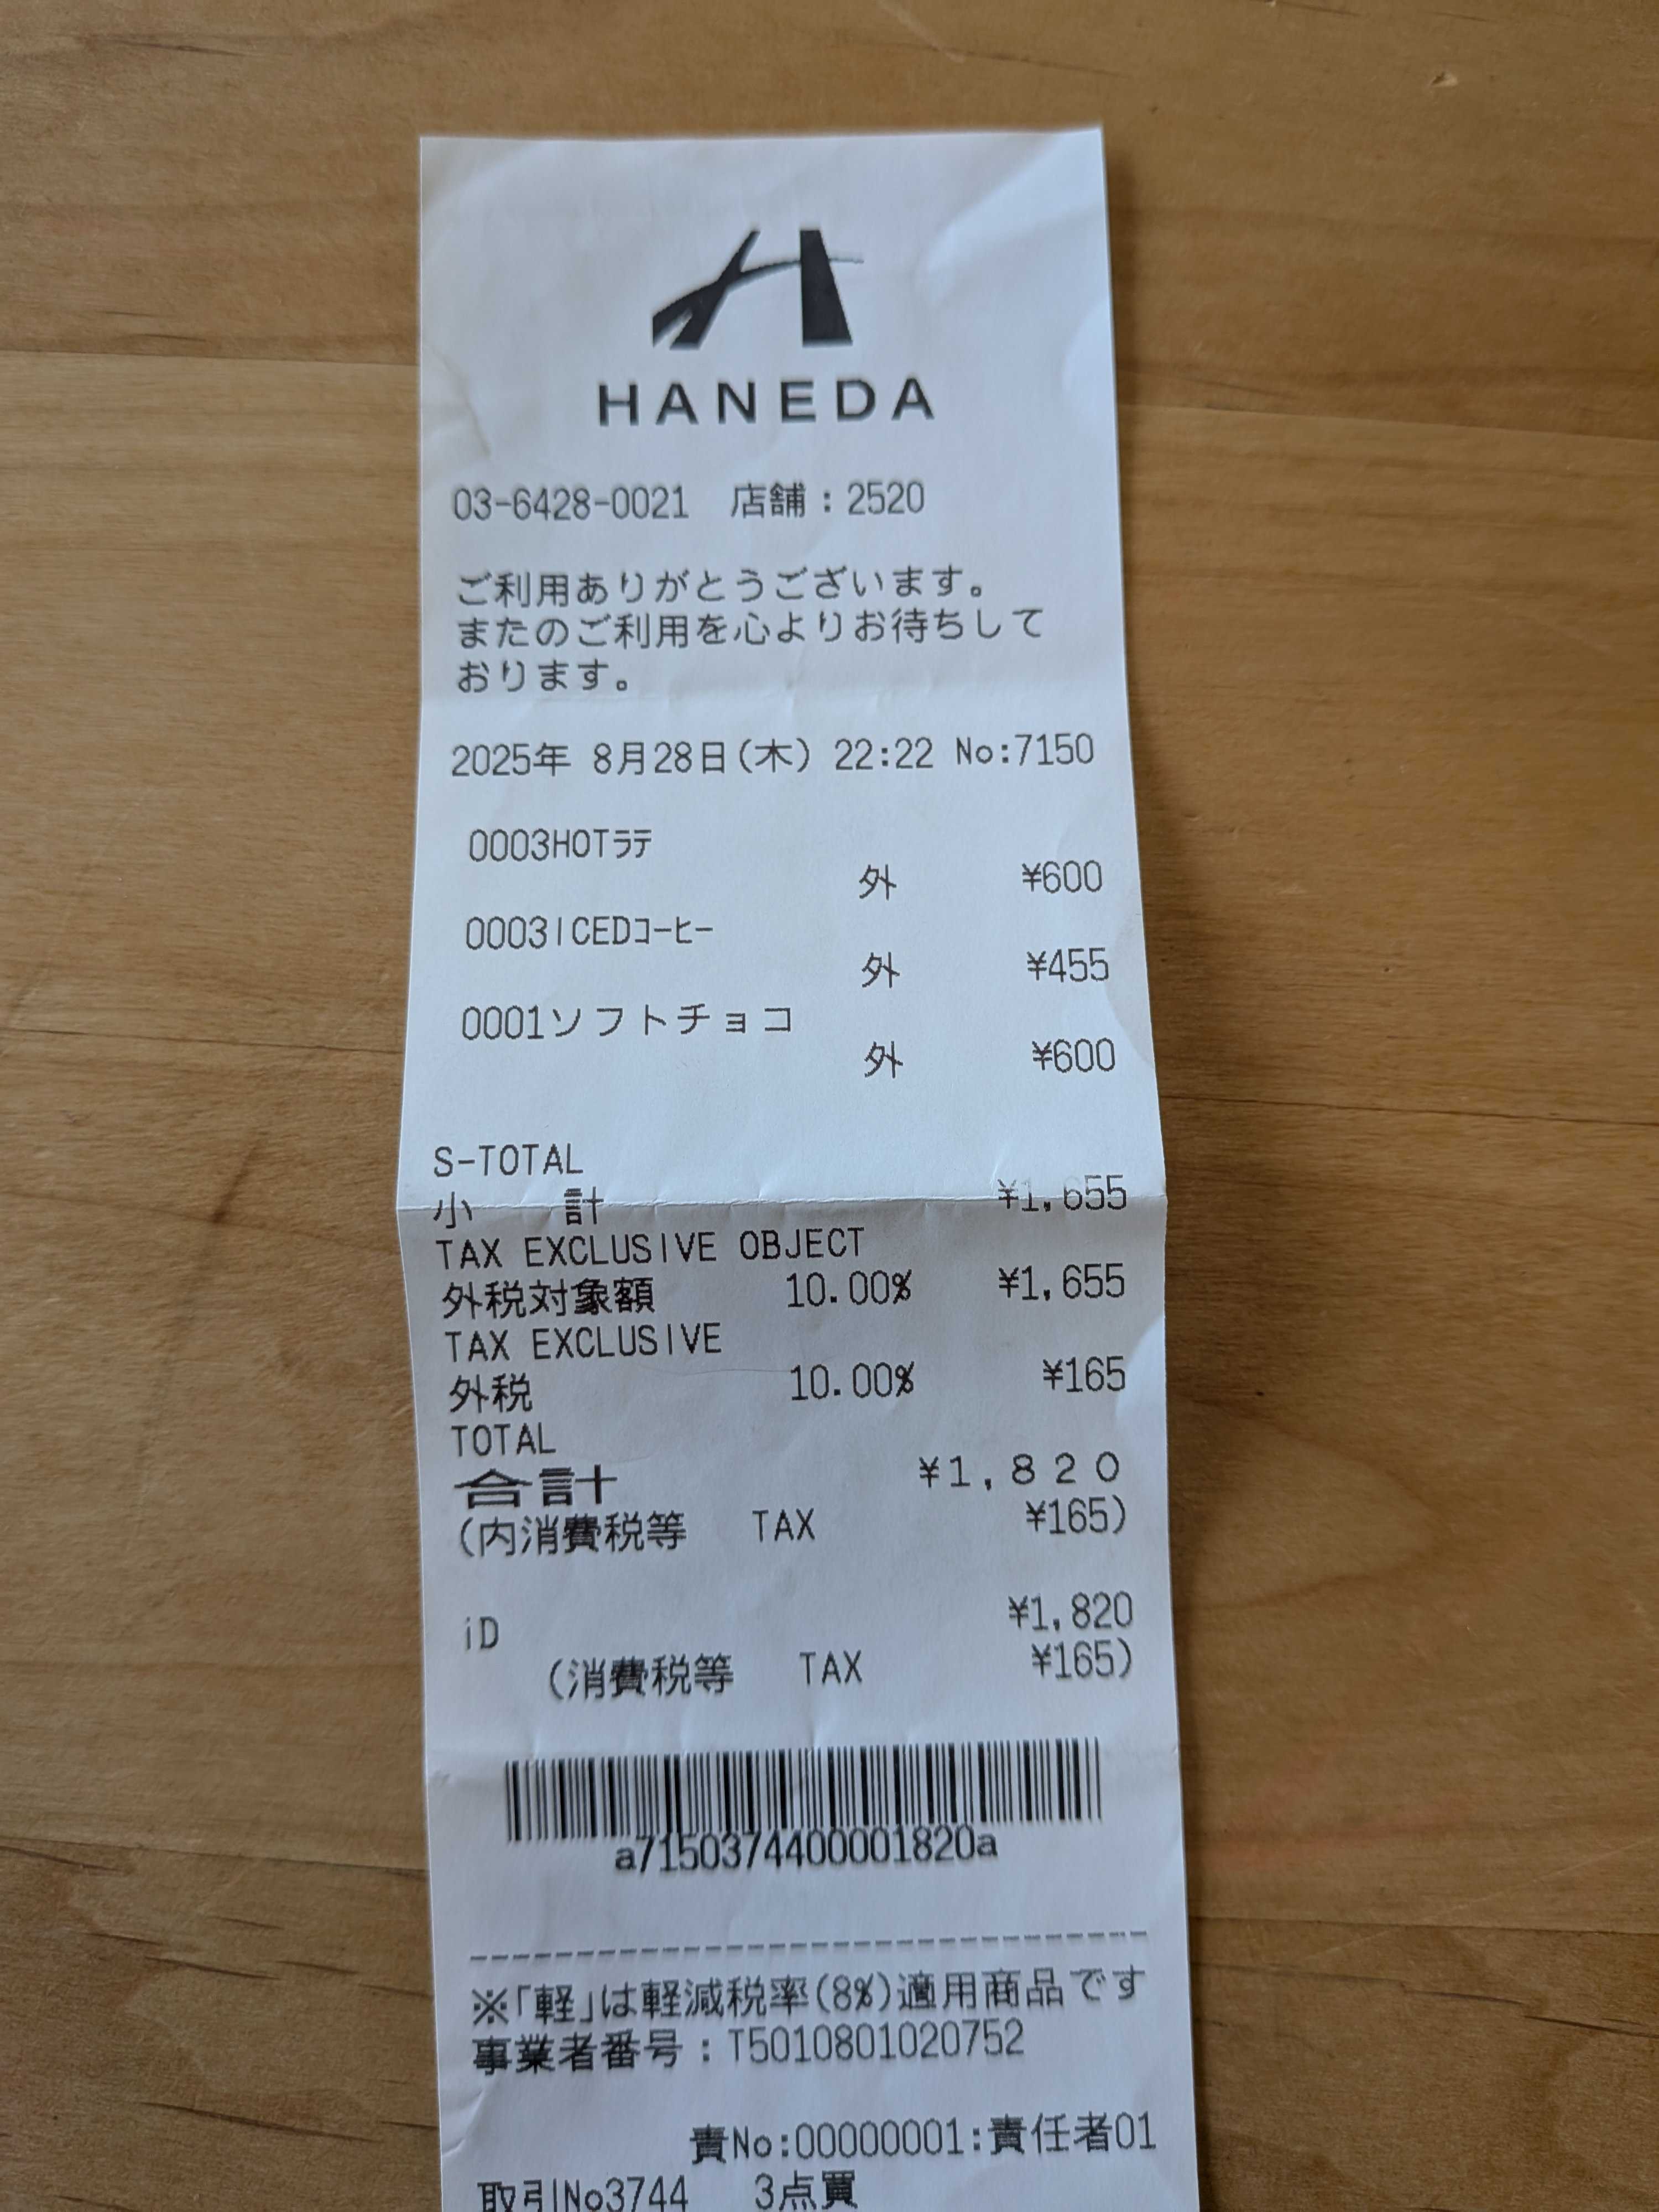 HANEDA
03-6428-0021 店舗：2520
ご利用ありがとうございます。
またのご利用を心よりお待ちして
おります。
2025年 8月28日(木) 22:22 No:7150
0003HOTﾗﾃ
外 ¥600
0003ICEDｺｰﾋｰ
外 ¥455
0001ソフトチョコ
外 ¥600
S-TOTAL
小 計 ¥1,655
TAX EXCLUSIVE OBJECT
外税対象額 10.00% ¥1,655
TAX EXCLUSIVE
外税 10.00% ¥165
TOTAL
合計 ¥1,820
(内消費税等 TAX ¥165)
iD ¥1,820
(消費税等 TAX ¥165)
a7150374400001820a
※「軽」は軽減税率(8%)適用商品です
事業者番号：T5010801020752
責No:00000001:責任者01
取引No3744 3点買